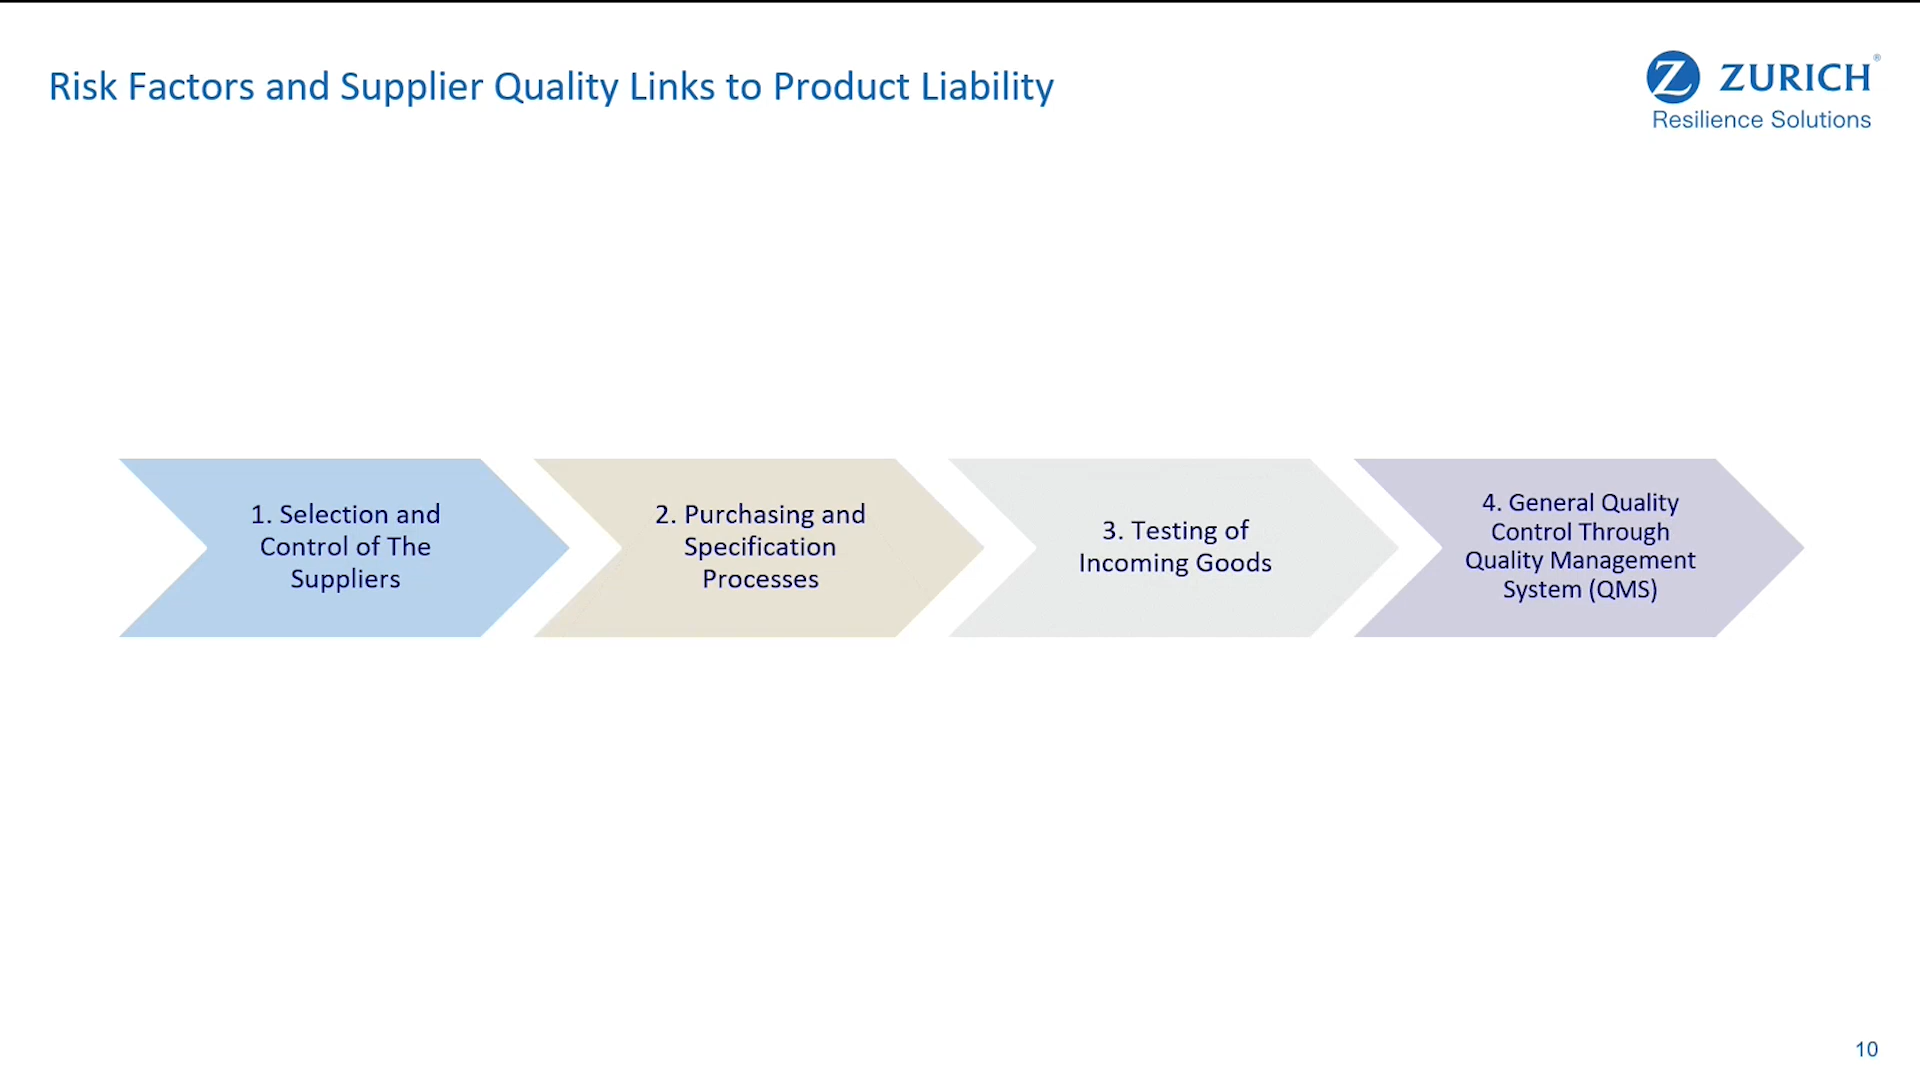 Risk Factors and Supplier Quality Links to Product Liability
Z ZURICH®
Resilience Solutions
1. Selection and
Control of The
Suppliers
2. Purchasing and
Specification
Processes
3. Testing of
Incoming Goods
4. General Quality
Control Through
Quality Management
System (QMS)
10